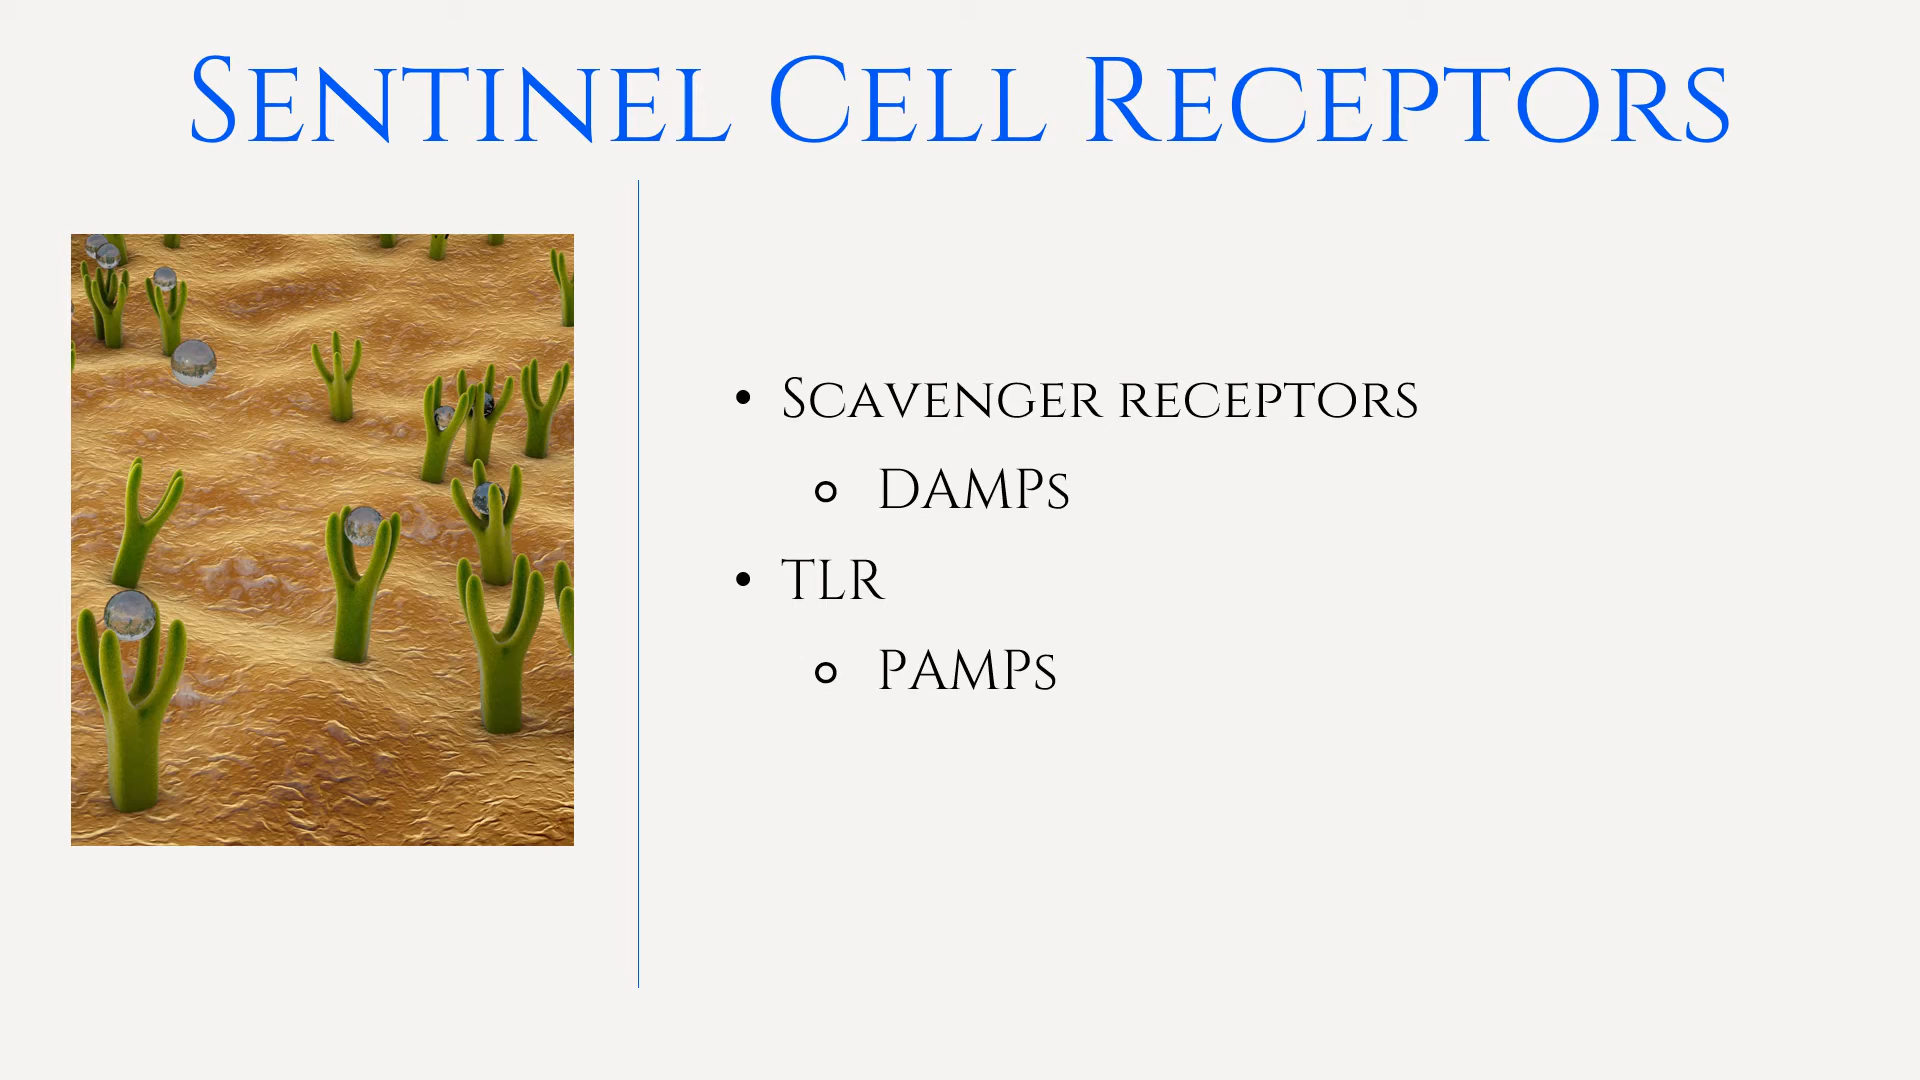 Sentinel Cell Receptors
• Scavenger receptors
○ DAMPs
• TLR
○ PAMPs